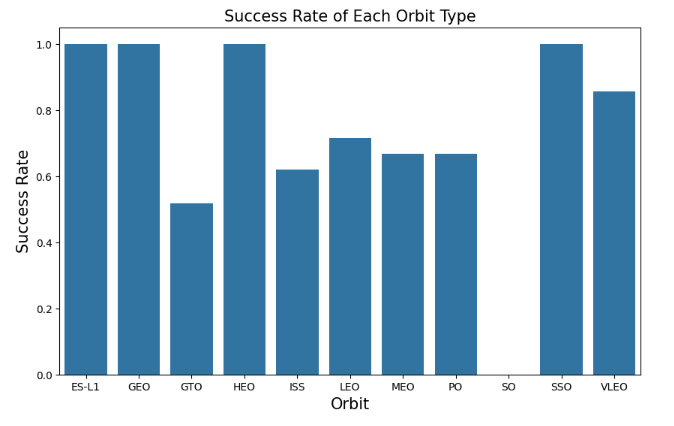 Success Rate of Each Orbit Type
1.0
0.8
0.6
0.4
0.2
0.0
Success Rate
ES-L1 GEO GTO HEO ISS LEO MEO PO SO SSO VLEO
Orbit